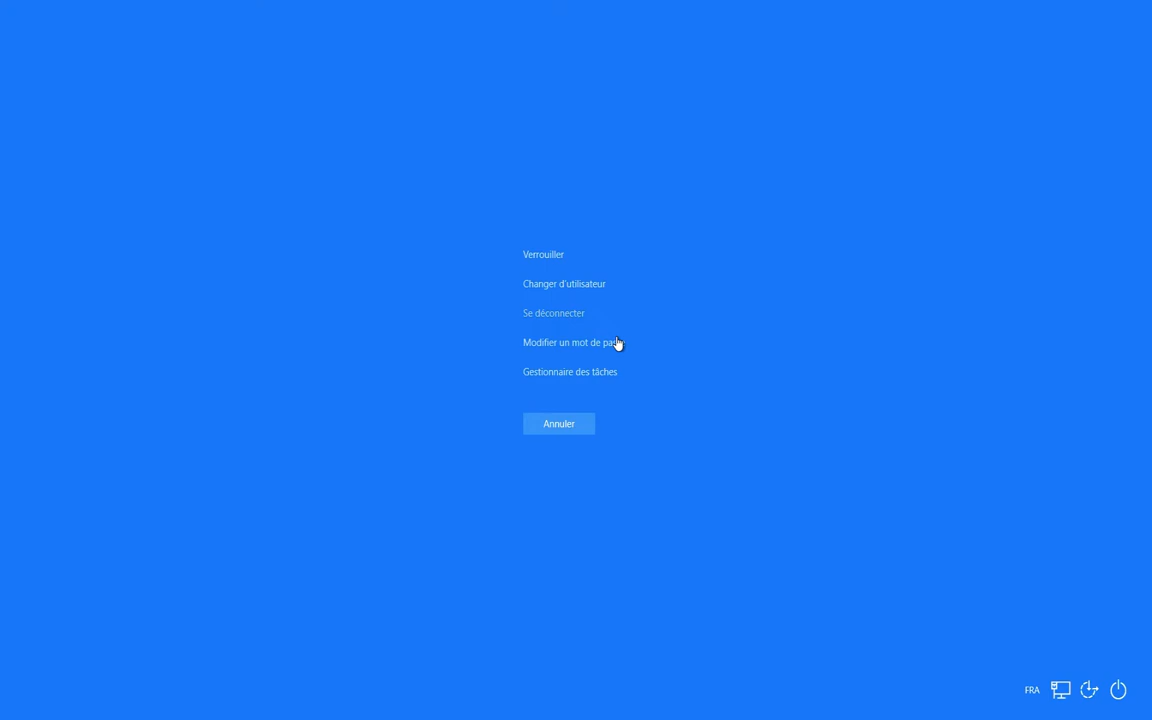 Verrouiller
Changer d'utilisateur
Se déconnecter
Modifier un mot de
Gestionnaire des tâches
Annuler
FRA